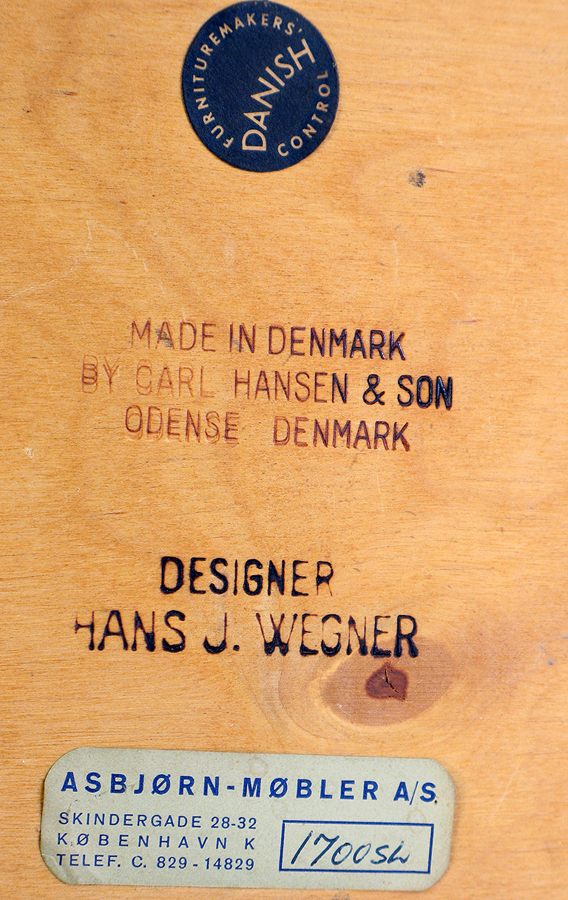 FURNITUREMAKERS'
DANISH
CONTROL
MADE IN DENMARK
BY CARL HANSEN & SON
ODENSE DENMARK
DESIGNER
HANS J. WEGNER
ASBJØRN-MØBLER A/S
SKINDERGADE 28-32
KØBENHAVN K
TELEF. C. 829 - 14829
1700SL